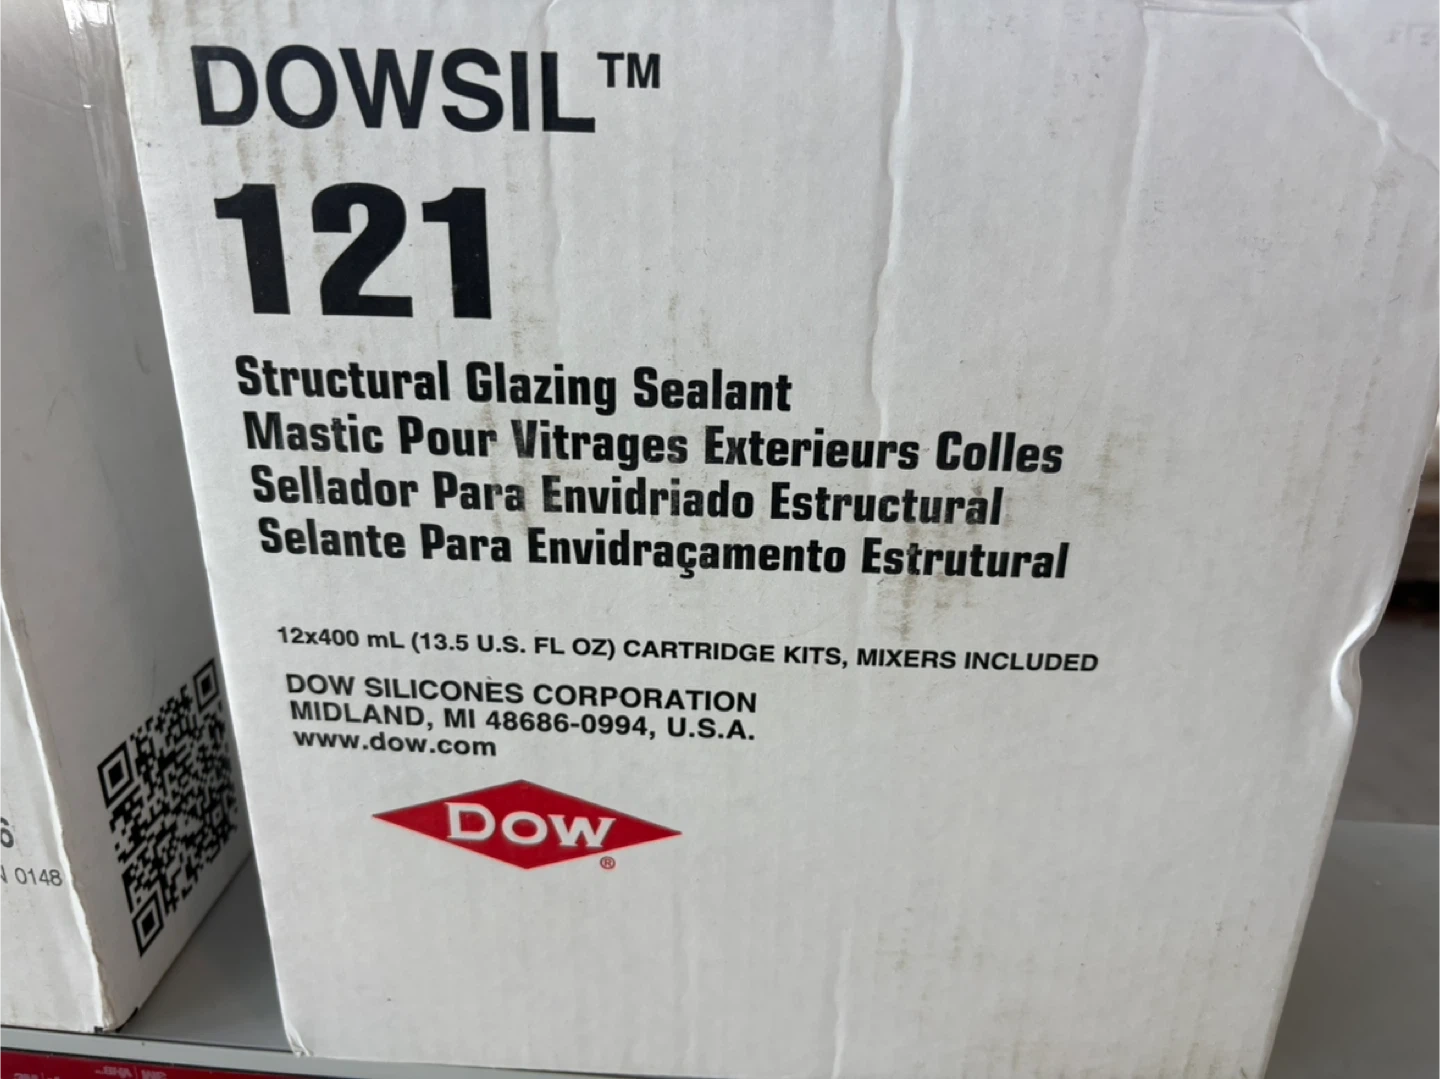 DOWSIL™
121
Structural Glazing Sealant
Mastic Pour Vitrages Exterieurs Colles
Sellador Para Envidriado Estructural
Selante Para Envidraçamento Estrutural
12x400 mL (13.5 U.S. FL OZ) CARTRIDGE KITS, MIXERS INCLUDED
DOW SILICONES CORPORATION
MIDLAND, MI 48686-0994, U.S.A.
www.dow.com
DOW
®
0148